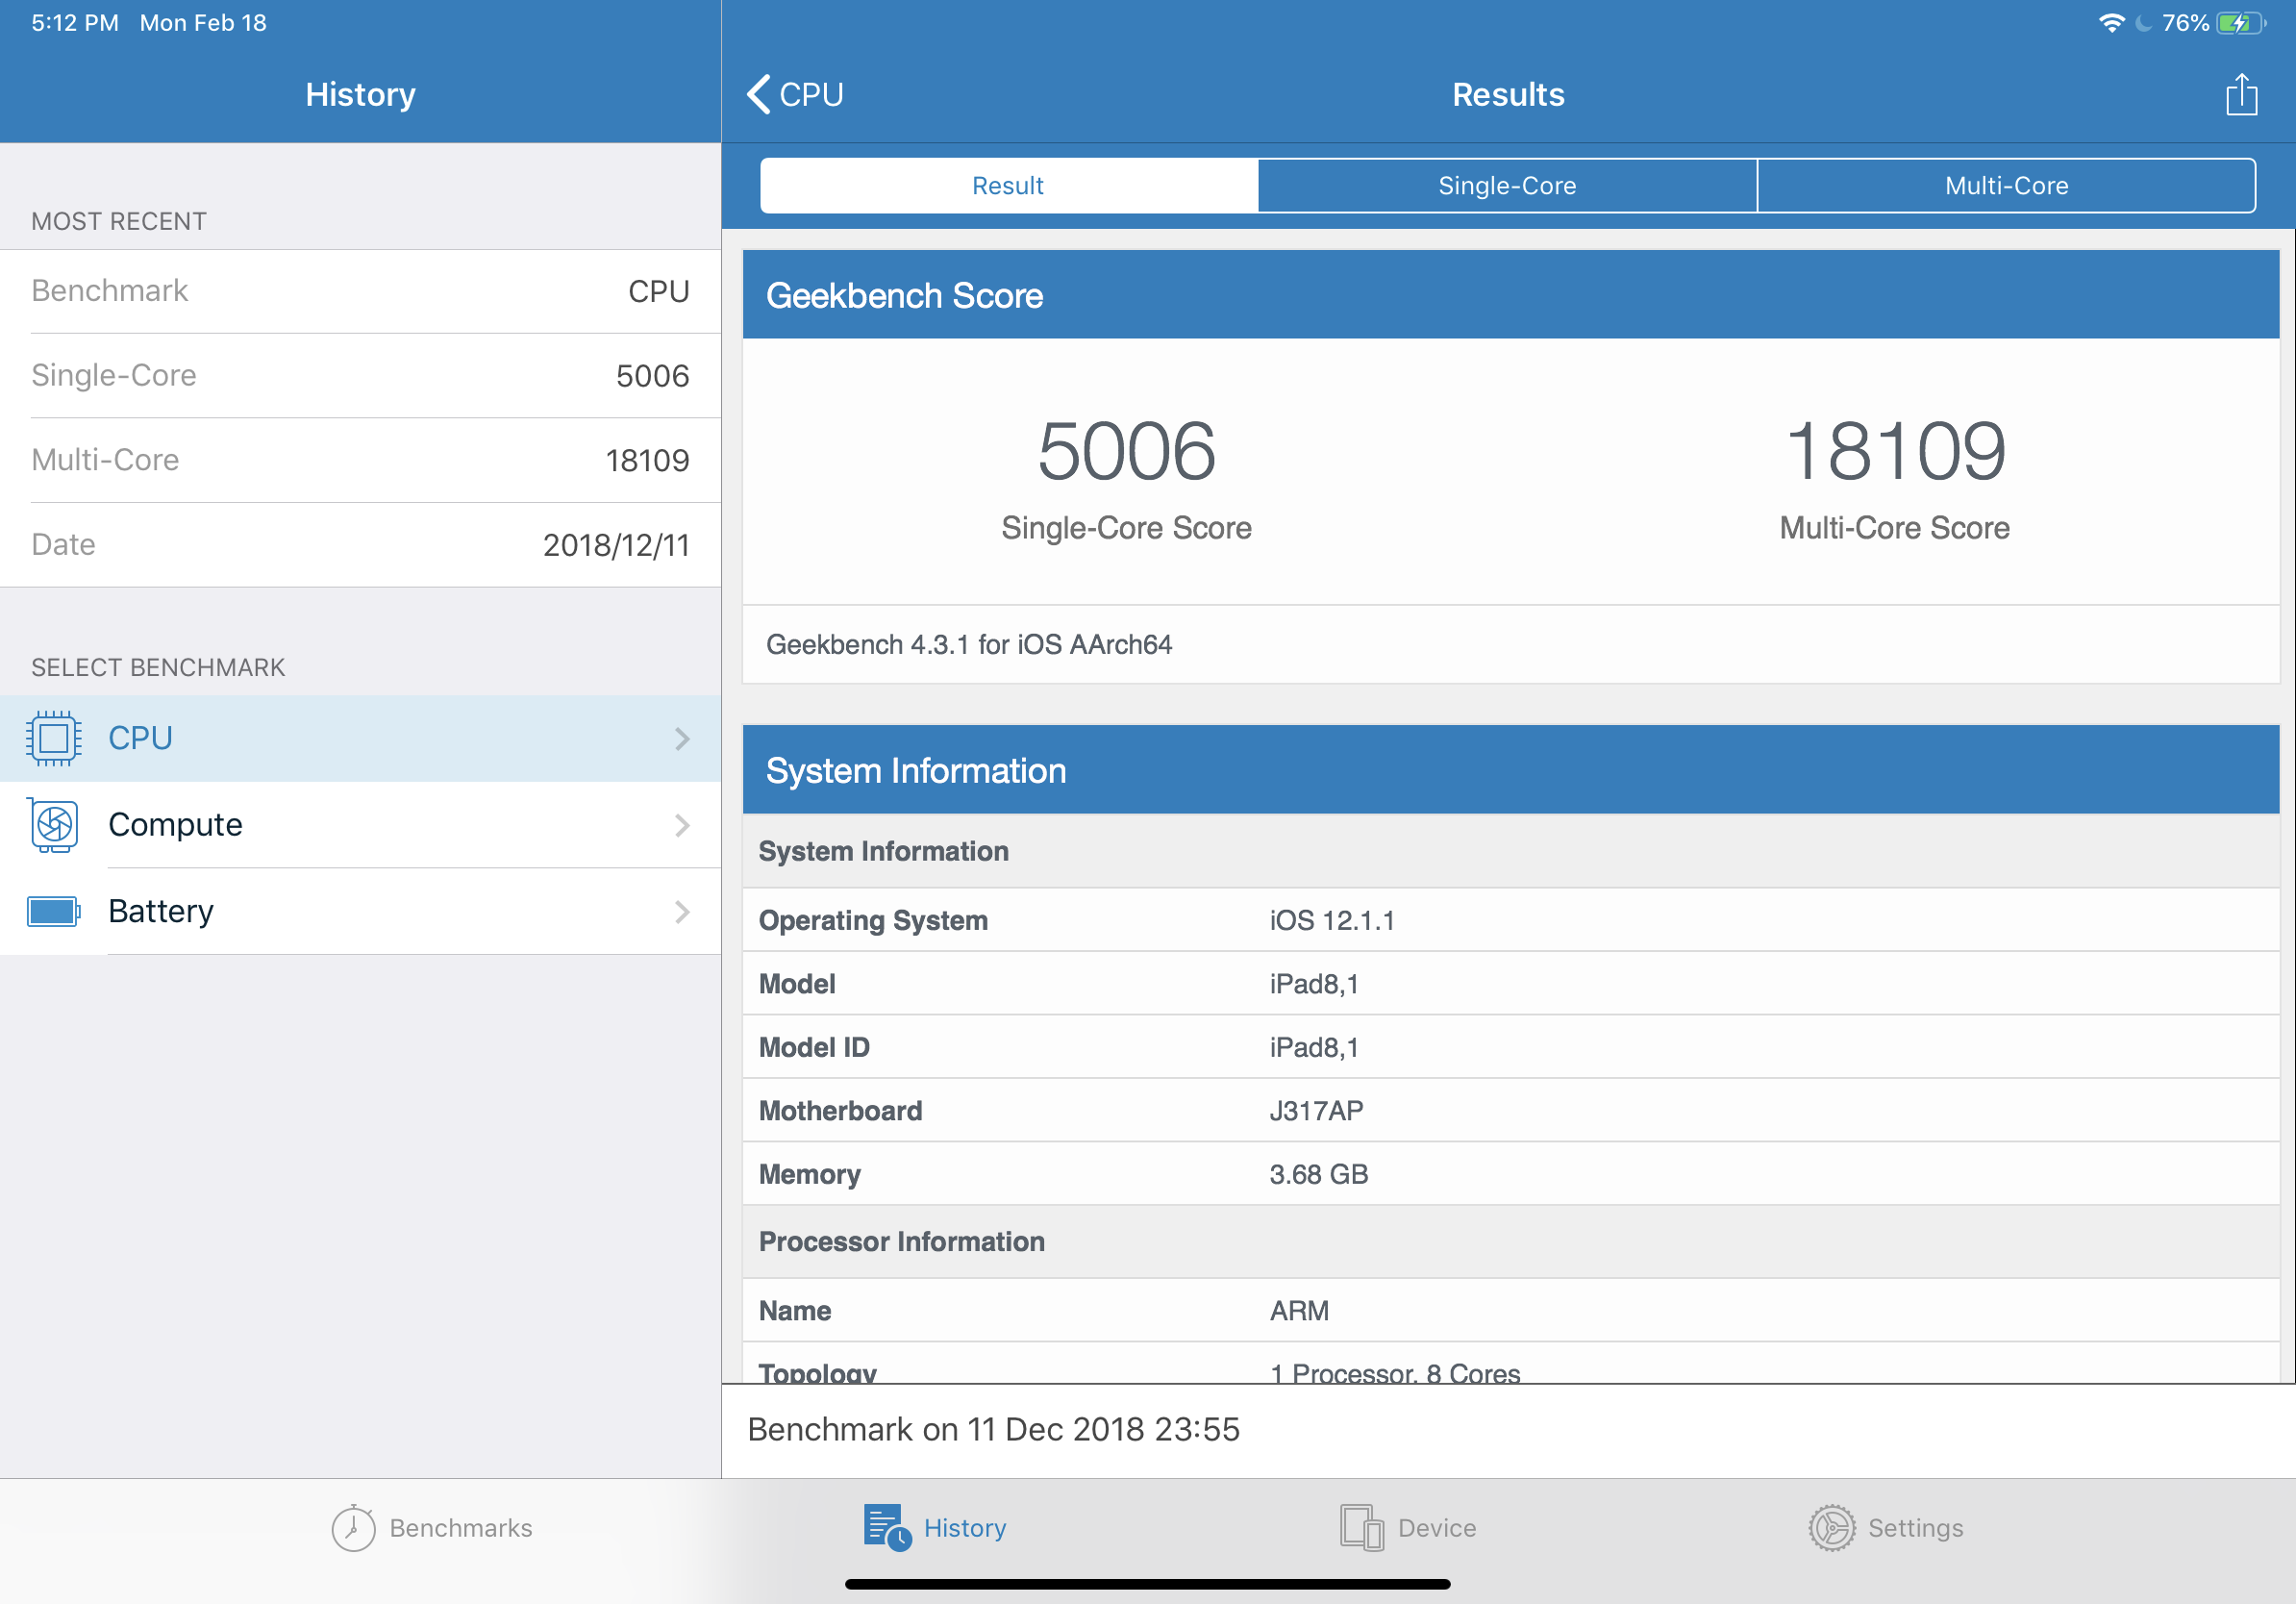 5:12 PM Mon Feb 18
76%
History
CPU
Results
Result
Single-Core
Multi-Core
MOST RECENT
Benchmark CPU
Single-Core 5006
Multi-Core 18109
Date 2018/12/11
SELECT BENCHMARK
CPU
Compute
Battery
Geekbench Score
5006
Single-Core Score
18109
Multi-Core Score
Geekbench 4.3.1 for iOS AArch64
System Information
System Information
Operating System iOS 12.1.1
Model iPad8,1
Model ID iPad8,1
Motherboard J317AP
Memory 3.68 GB
Processor Information
Name ARM
Topology 1 Processor, 8 Cores
Benchmark on 11 Dec 2018 23:55
Benchmarks
History
Device
Settings